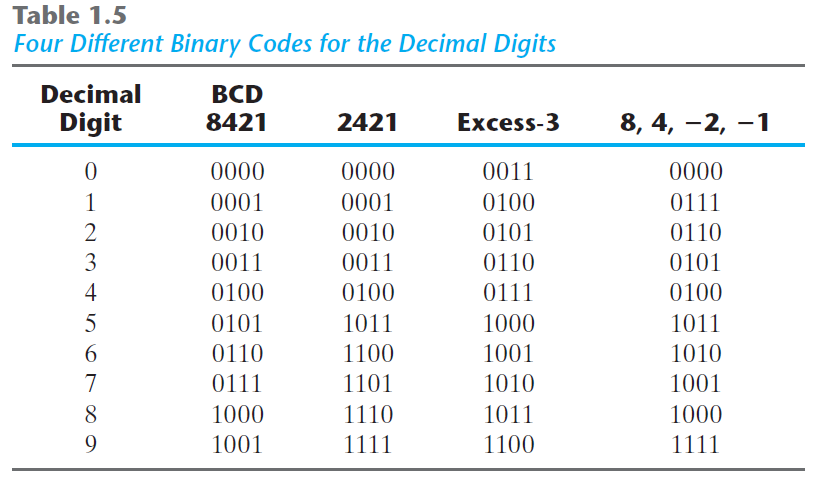 Table 1.5
Four Different Binary Codes for the Decimal Digits
Decimal Digit BCD 8421 2421 Excess-3 8, 4, −2, −1
0 0000 0000 0011 0000
1 0001 0001 0100 0111
2 0010 0010 0101 0110
3 0011 0011 0110 0101
4 0100 0100 0111 0100
5 0101 1011 1000 1011
6 0110 1100 1001 1010
7 0111 1101 1010 1001
8 1000 1110 1011 1000
9 1001 1111 1100 1111